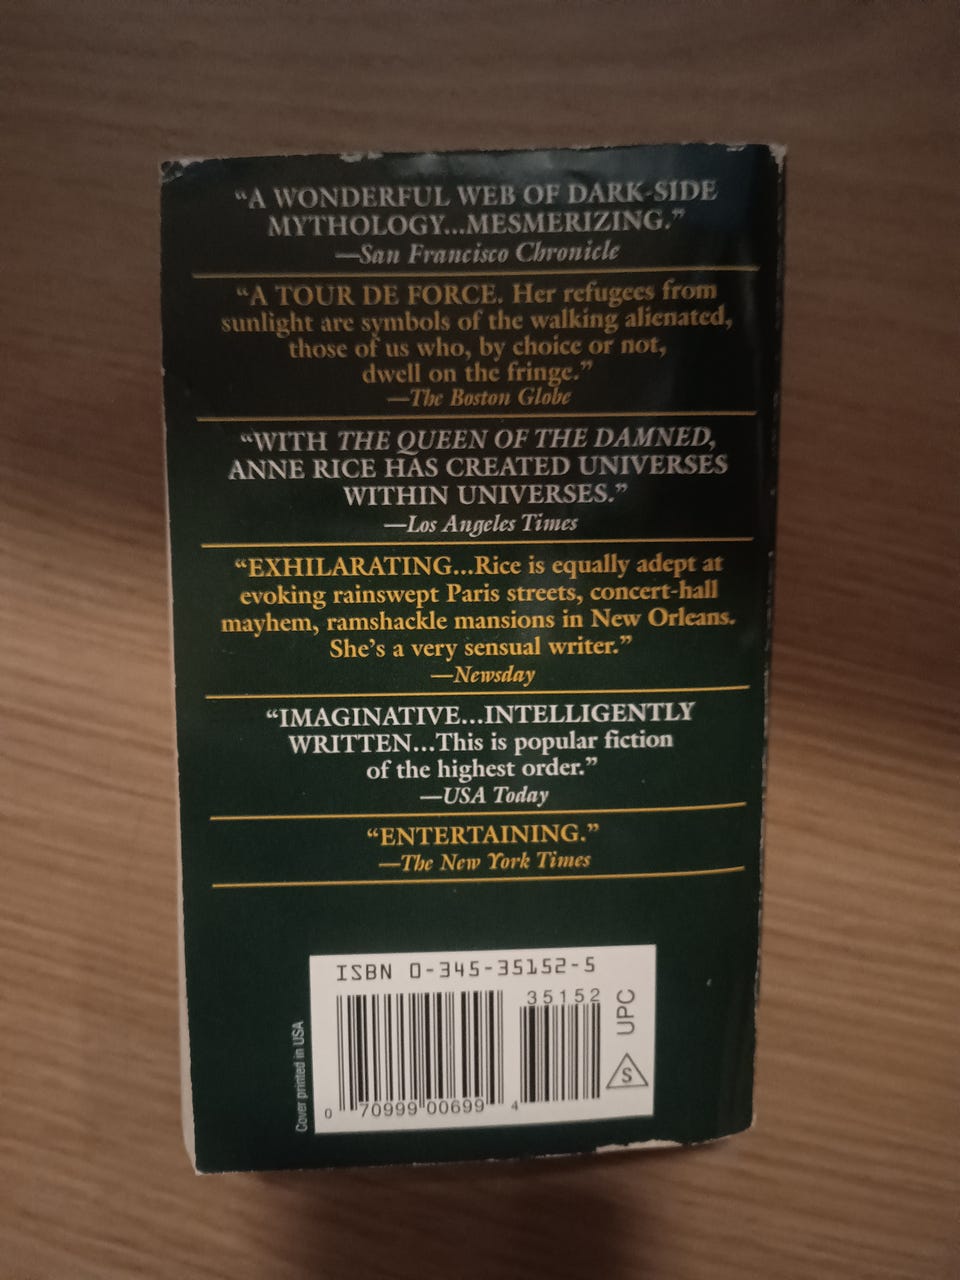 “A WONDERFUL WEB OF DARK-SIDE
MYTHOLOGY...MESMERIZING.”
—San Francisco Chronicle
“A TOUR DE FORCE. Her refugees from
sunlight are symbols of the walking alienated,
those of us who, by choice or not,
dwell on the fringe.”
—The Boston Globe
“WITH THE QUEEN OF THE DAMNED,
ANNE RICE HAS CREATED UNIVERSES
WITHIN UNIVERSES.”
—Los Angeles Times
“EXHILARATING...Rice is equally adept at
evoking rainswept Paris streets, concert-hall
mayhem, ramshackle mansions in New Orleans.
She’s a very sensual writer.”
—Newsday
“IMAGINATIVE...INTELLIGENTLY
WRITTEN...This is popular fiction
of the highest order.”
—USA Today
“ENTERTAINING.”
—The New York Times
ISBN 0-345-35152-5
35152
UPC
S
0 70999 00699 4
Cover printed in USA